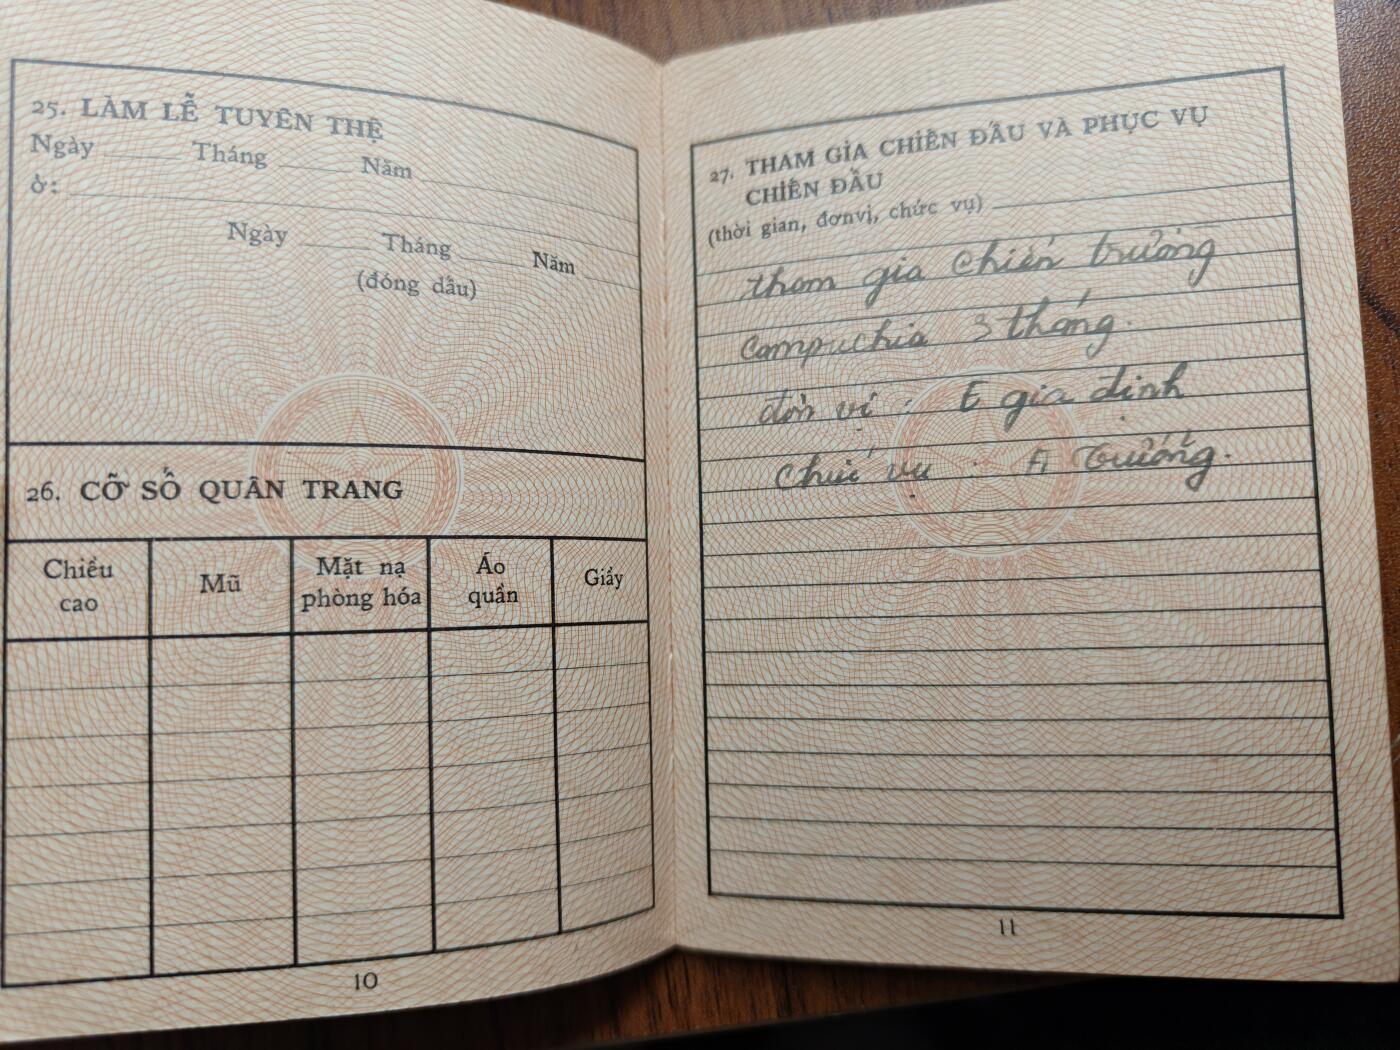 25. LÀM LỄ TUYÊN THỆ
Ngày Tháng Năm
ở:
Ngày Tháng Năm
(đóng dấu)
26. CỠ SỐ QUÂN TRANG
Chiều cao
Mũ
Mặt nạ phòng hóa
Áo quần
Giầy
10
27. THAM GIA CHIẾN ĐẤU VÀ PHỤC VỤ
CHIẾN ĐẤU
(thời gian, đơnvị, chức vụ)
tham gia chiến trường
campuchia 3 tháng.
đơn vị : E gia định
chức vụ : A trưởng.
11